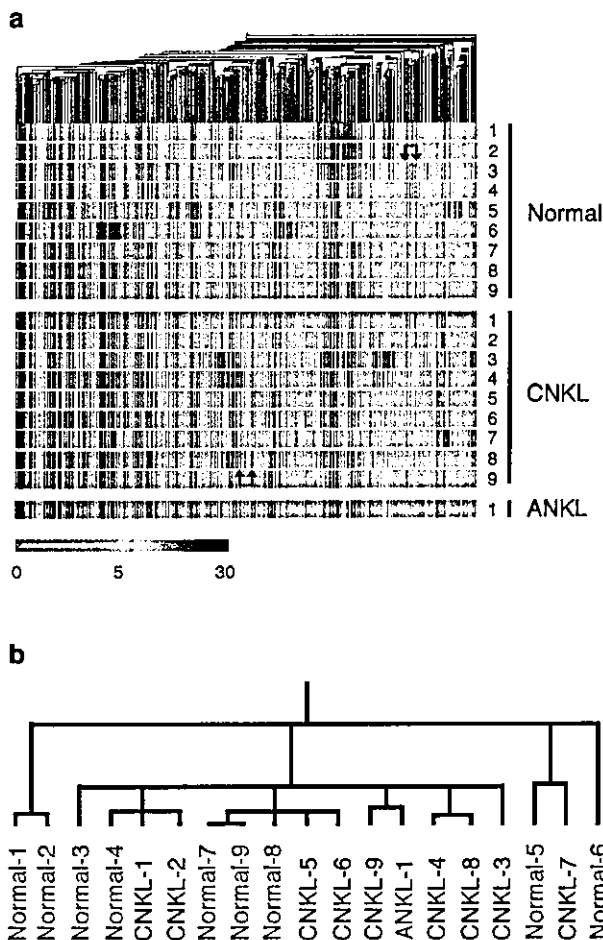 a
1
2
3
4
5
6
7
8
9
Normal
1
2
3
4
5
6
7
8
9
CNKL
1
ANKL
0 5 30
b
Normal-1
Normal-2
Normal-3
Normal-4
CNKL-1
CNKL-2
Normal-7
Normal-9
Normal-8
CNKL-5
CNKL-6
CNKL-9
ANKL-1
CNKL-4
CNKL-8
CNKL-3
Normal-5
CNKL-7
Normal-6